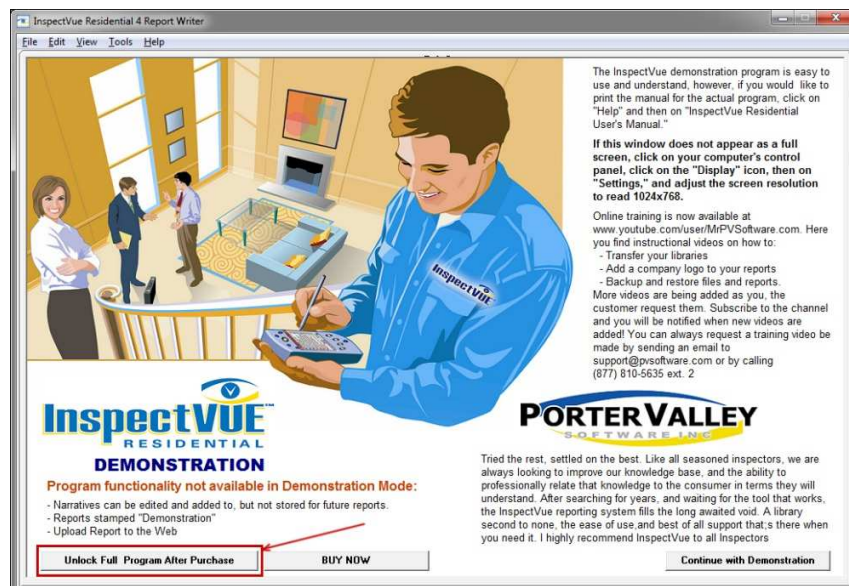 InspectVue Residential 4 Report Writer
File Edit View Tools Help
The InspectVue demonstration program is easy to
use and understand, however, if you would like to
print the manual for the actual program, click on
"Help" and then on "InspectVue Residential
User's Manual."
If this window does not appear as a full
screen, click on your computer's control
panel, click on the "Display" icon, then on
"Settings," and adjust the screen resolution
to read 1024x768.
Online training is now available at
www.youtube.com/user/MrPVSoftware.com. Here
you find instructional videos on how to:
- Transfer your libraries
- Add a company logo to your reports
- Backup and restore files and reports.
More videos are being added as you, the
customer request them. Subscribe to the channel
and you will be notified when new videos are
added! You can always request a training video be
made by sending an email to
support@pvsoftware.com or by calling
(877) 810-5635 ext. 2
InspectVUE
InspectVUE™
RESIDENTIAL
DEMONSTRATION
Program functionality not available in Demonstration Mode:
- Narratives can be edited and added to, but not stored for future reports.
- Reports stamped "Demonstration"
- Upload Report to the Web
PORTERVALLEY
SOFTWARE INC
Tried the rest, settled on the best. Like all seasoned inspectors, we are
always looking to improve our knowledge base, and the ability to
professionally relate that knowledge to the consumer in terms they will
understand. After searching for years, and waiting for the tool that works,
the InspectVue reporting system fills the long awaited void. A library
second to none, the ease of use,and best of all support that;s there when
you need it. I highly recommend InspectVue to all Inspectors
Unlock Full Program After Purchase
BUY NOW
Continue with Demonstration